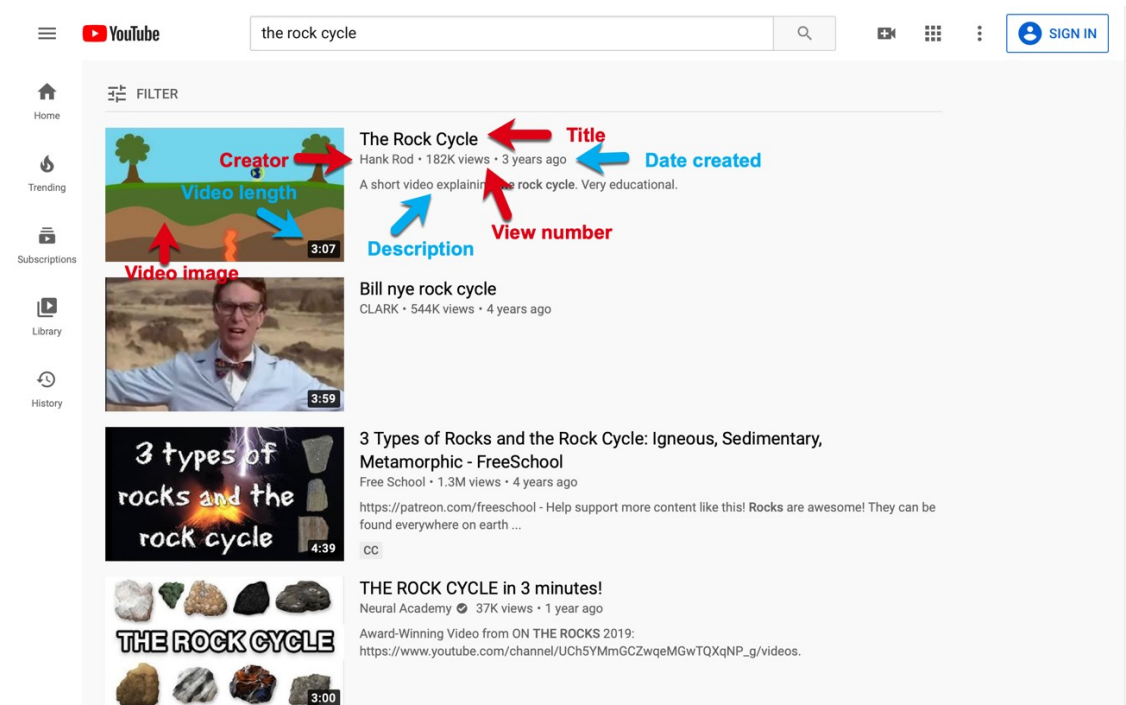 YouTube
the rock cycle
SIGN IN
Home
Trending
Subscriptions
Library
History
FILTER
The Rock Cycle
Title
Creator
Hank Rod • 182K views • 3 years ago
Date created
Video length
A short video explaining the rock cycle. Very educational.
View number
Description
3:07
Video image
Bill nye rock cycle
CLARK • 544K views • 4 years ago
3:59
3 types of
rocks and the
rock cycle
4:39
3 Types of Rocks and the Rock Cycle: Igneous, Sedimentary,
Metamorphic - FreeSchool
Free School • 1.3M views • 4 years ago
https://patreon.com/freeschool - Help support more content like this! Rocks are awesome! They can be
found everywhere on earth ...
CC
THE ROCK CYCLE
3:00
THE ROCK CYCLE in 3 minutes!
Neural Academy 37K views • 1 year ago
Award-Winning Video from ON THE ROCKS 2019:
https://www.youtube.com/channel/UCh5YMmGCZwqeMGwTQXqNP_g/videos.